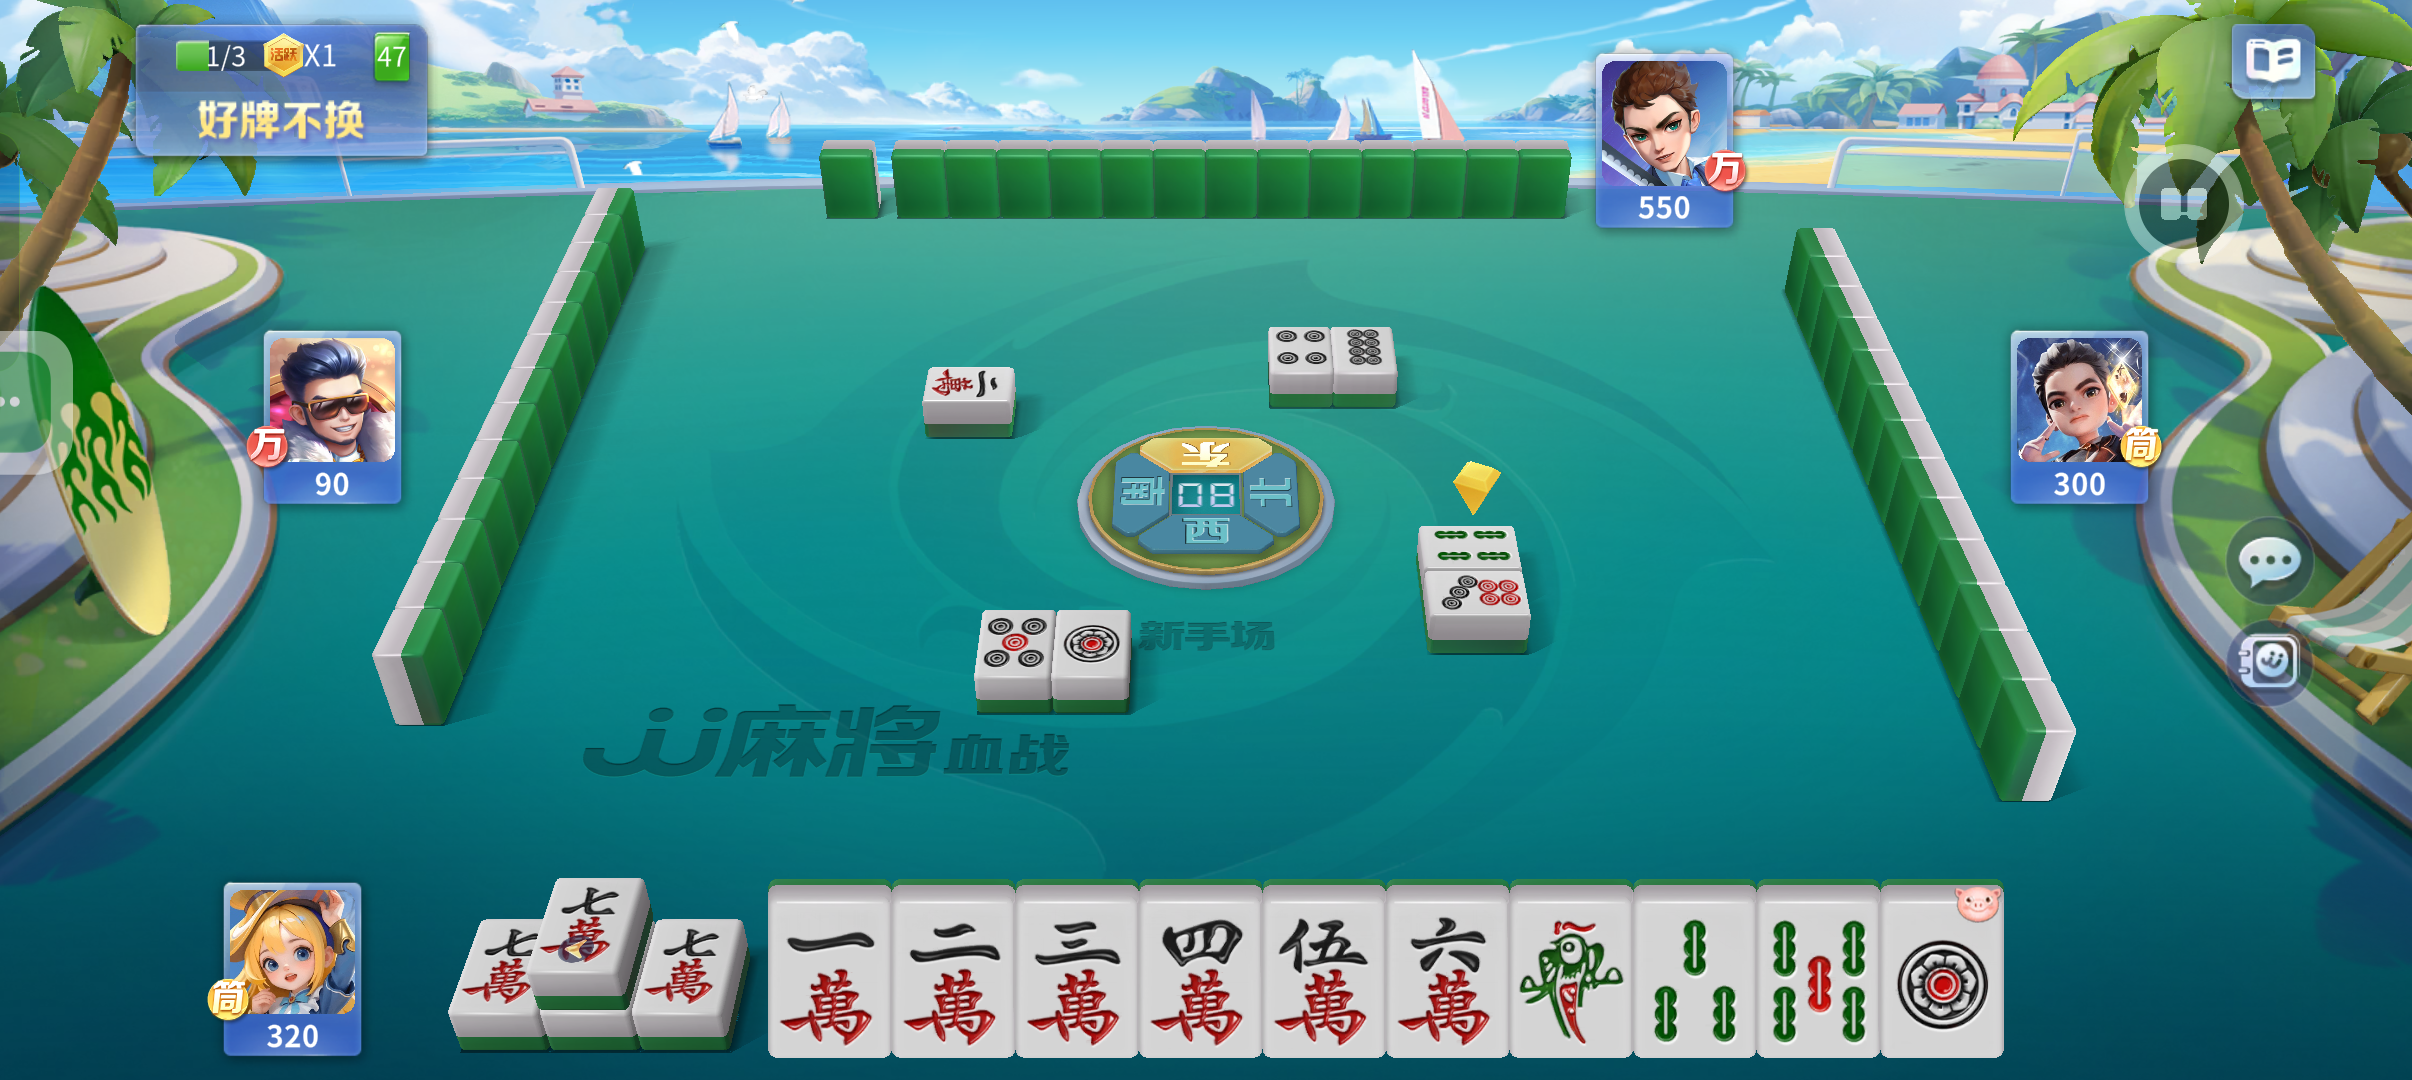 1/3 活跃 X1 47
好牌不换
万
550
万
90
筒
300
东
南 08 北
西
八
新手场
JJ麻将血战
筒
320
七萬
七萬
七萬
一萬
二萬
三萬
四萬
伍萬
六萬